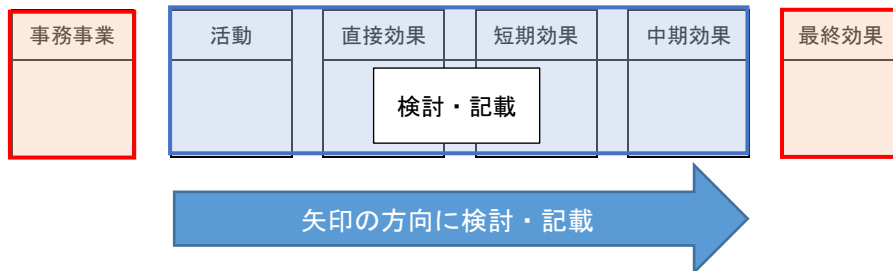 事務事業
活動
直接効果
短期効果
中期効果
最終効果
検討・記載
矢印の方向に検討・記載